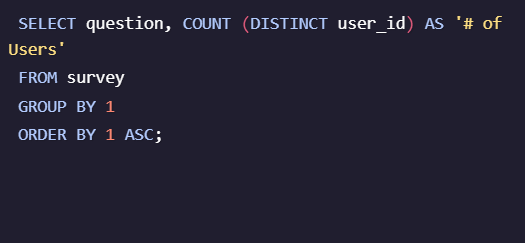 SELECT question, COUNT (DISTINCT user_id) AS '# of
Users'
FROM survey
GROUP BY 1
ORDER BY 1 ASC;